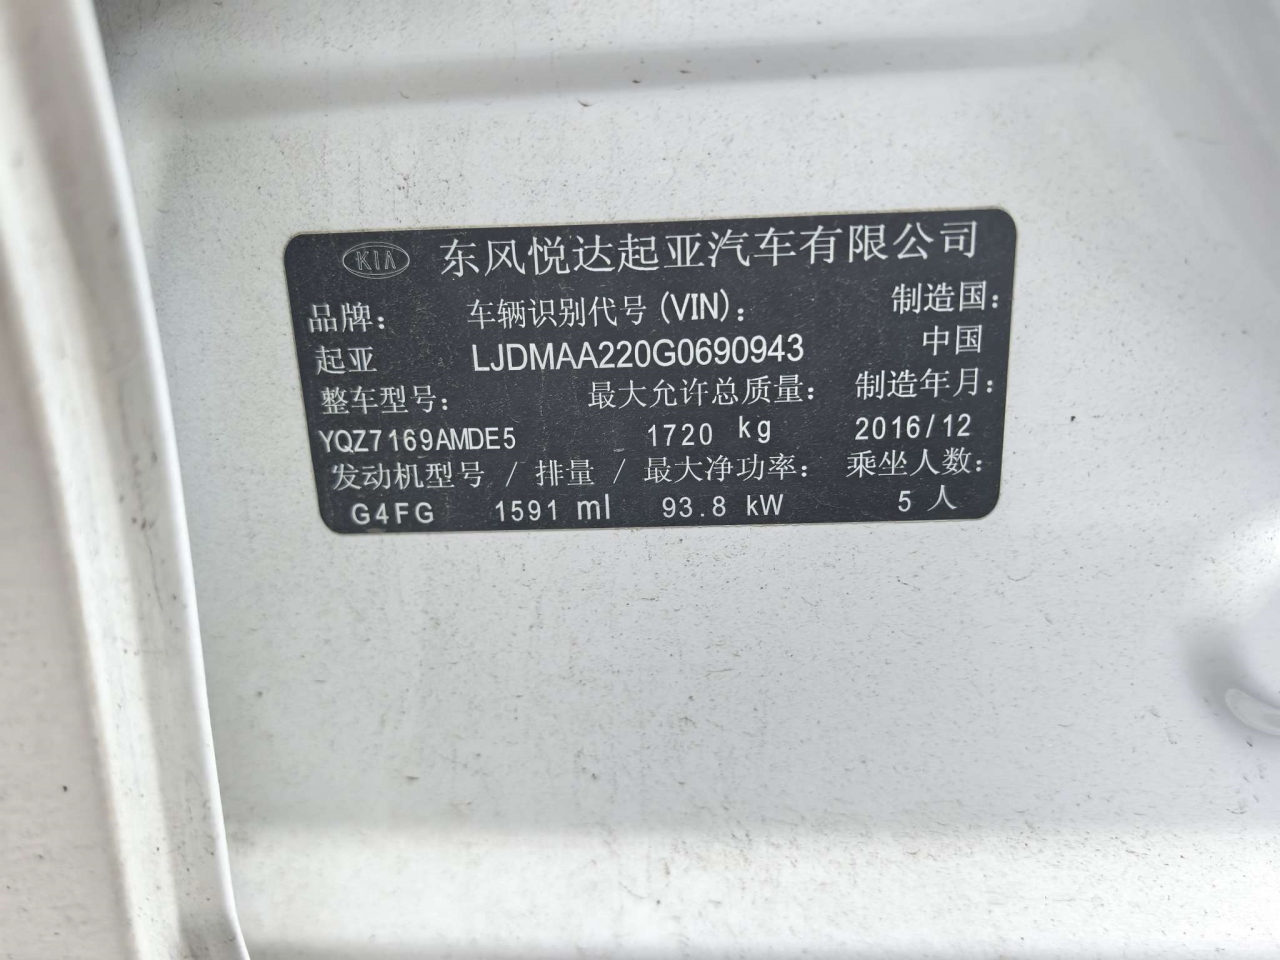 KIA 东风悦达起亚汽车有限公司
品牌： 车辆识别代号(VIN)： 制造国：
起亚 LJDMAA220G0690943 中国
整车型号： 最大允许总质量： 制造年月：
YQZ7169AMDE5 1720 kg 2016/12
发动机型号 / 排量 / 最大净功率： 乘坐人数：
G4FG 1591 ml 93.8 kW 5 人